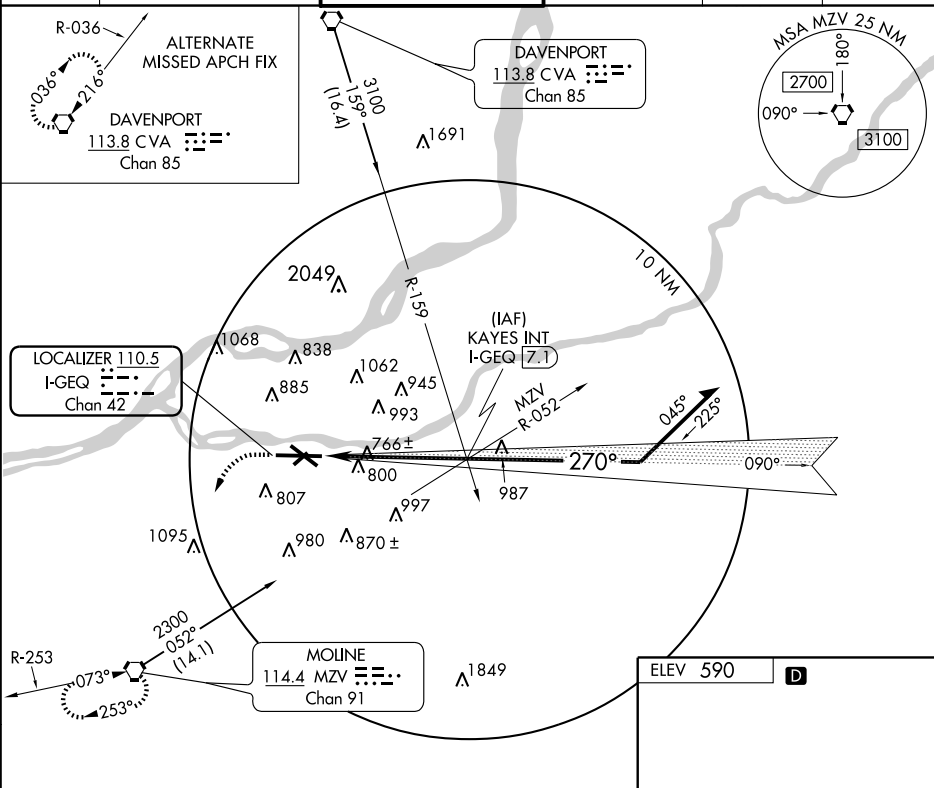 R-036
ALTERNATE
MISSED APCH FIX
036°
216°
DAVENPORT
113.8 CVA
Chan 85
3100
159°
(16.4)
DAVENPORT
113.8 CVA
Chan 85
MSA MZV 25 NM
180°
2700
090°
3100
1691
2049
R-159
10 NM
(IAF)
KAYES INT
I-GEQ 7.1
1068
838
LOCALIZER 110.5
I-GEQ
Chan 42
885
1062
945
993
MZV
R-052
045°
225°
766±
800
270°
090°
987
807
997
1095
980
870±
2300
052°
(14.1)
R-253
073°
253°
MOLINE
114.4 MZV
Chan 91
1849
ELEV 590
D